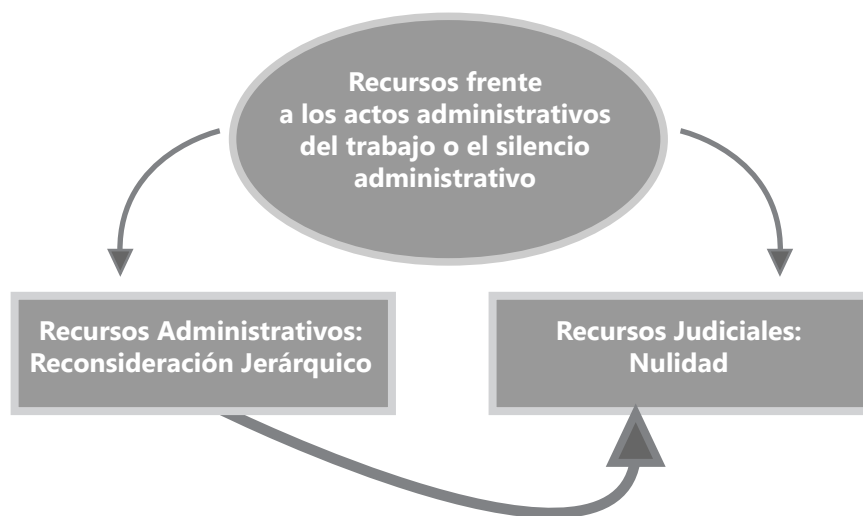 Recursos frente
a los actos administrativos
del trabajo o el silencio
administrativo
Recursos Administrativos:
Reconsideración Jerárquico
Recursos Judiciales:
Nulidad